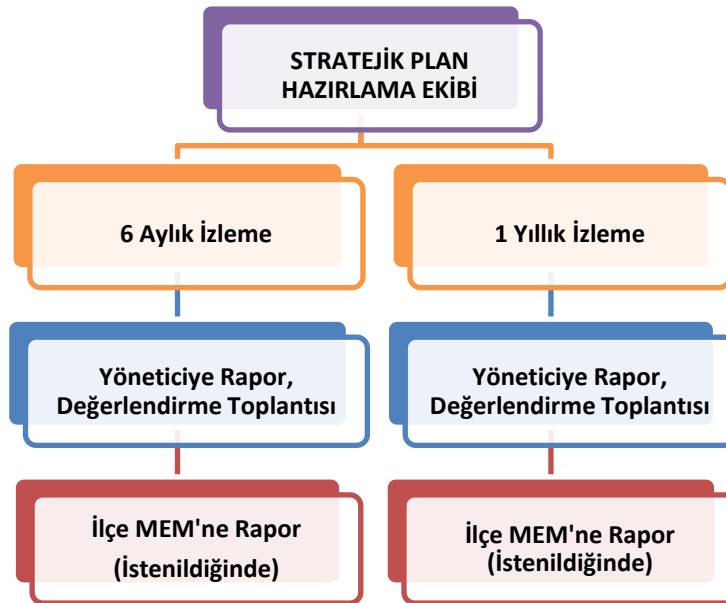 STRATEJİK PLAN
HAZIRLAMA EKİBİ
6 Aylık İzleme
1 Yıllık İzleme
Yöneticiye Rapor,
Değerlendirme Toplantısı
Yöneticiye Rapor,
Değerlendirme Toplantısı
İlçe MEM'ne Rapor
(İstenildiğinde)
İlçe MEM'ne Rapor
(İstenildiğinde)